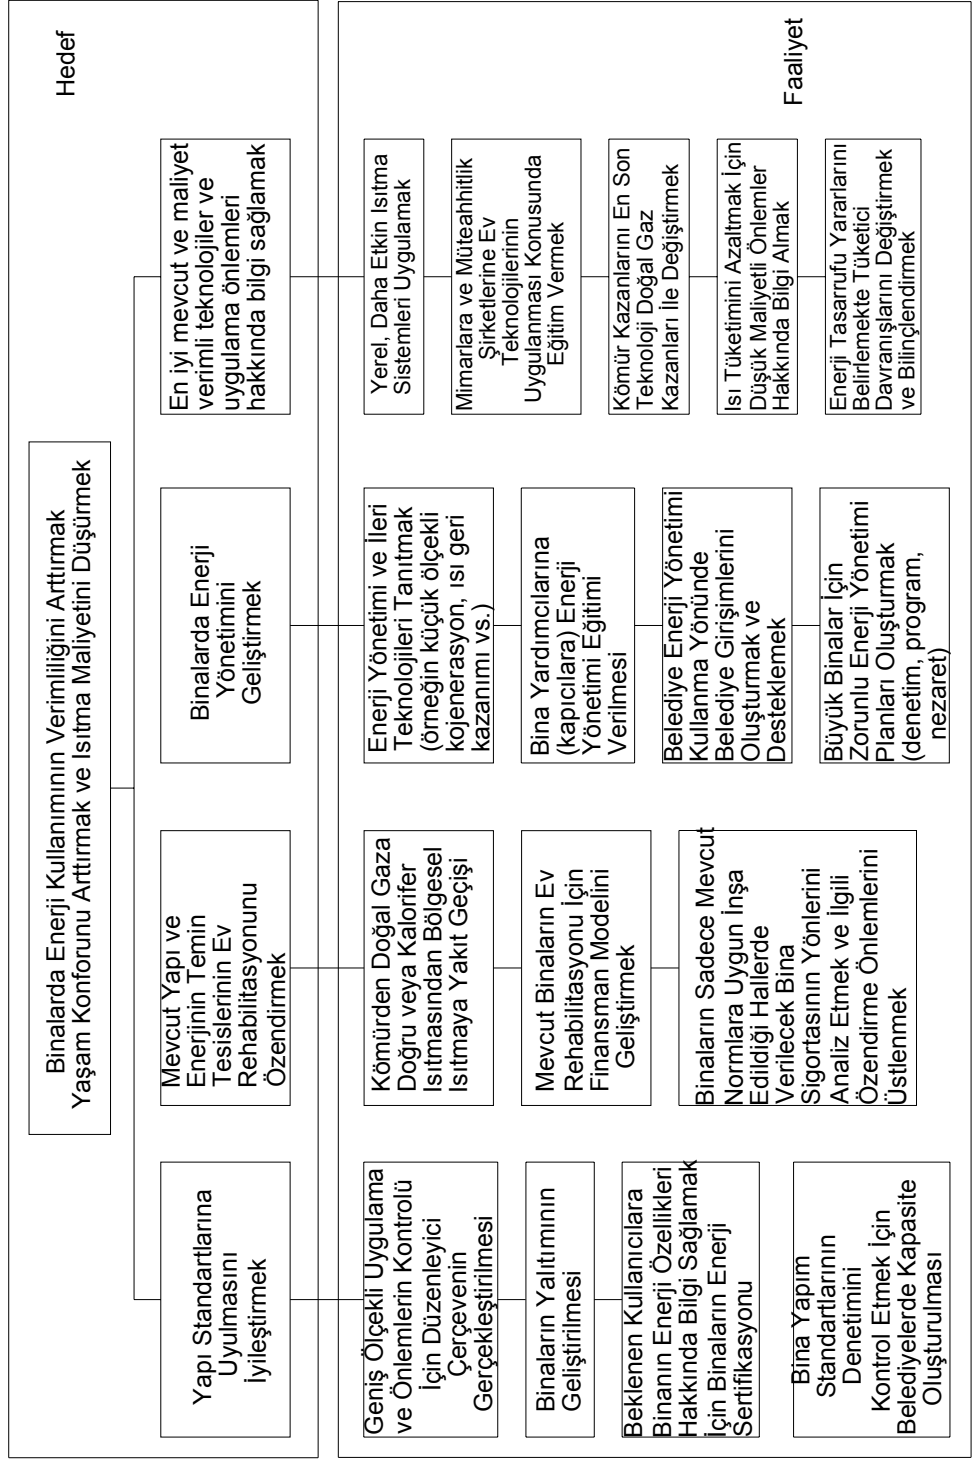 Hedef
Binalarda Enerji Kullanımının Verimliliğini Arttırmak
Yaşam Konforunu Arttırmak ve Isıtma Maliyetini Düşürmek
Yapı Standartlarına
Uyulmasını
İyileştirmek
Mevcut Yapı ve
Enerjinin Temin
Tesislerinin Ev
Rehabilitasyonunu
Özendirmek
Binalarda Enerji
Yönetimini
Geliştirmek
En iyi mevcut ve maliyet
verimli teknolojiler ve
uygulama önlemleri
hakkında bilgi sağlamak
Faaliyet
Geniş Ölçekli Uygulama
ve Önlemlerin Kontrolü
İçin Düzenleyici
Çerçevenin
Gerçekleştirilmesi
Binaların Yalıtımının
Geliştirilmesi
Beklenen Kullanıcılara
Binanın Enerji Özellikleri
Hakkında Bilgi Sağlamak
İçin Binaların Enerji
Sertifikasyonu
Bina Yapım
Standartlarının
Denetimini
Kontrol Etmek İçin
Belediyelerde Kapasite
Oluşturulması
Kömürden Doğal Gaza
Doğru veya Kalorifer
Isıtmasından Bölgesel
Isıtmaya Yakıt Geçişi
Mevcut Binaların Ev
Rehabilitasyonu İçin
Finansman Modelini
Geliştirmek
Binaların Sadece Mevcut
Normlara Uygun İnşa
Edildiği Hallerde
Verilecek Bina
Sigortasının Yönlerini
Analiz Etmek ve İlgili
Özendirme Önlemlerini
Üstlenmek
Enerji Yönetimi ve İleri
Teknolojileri Tanıtmak
(örneğin küçük ölçekli
kojenerasyon, ısı geri
kazanımı vs.)
Bina Yardımcılarına
(kapıcılara) Enerji
Yönetimi Eğitimi
Verilmesi
Belediye Enerji Yönetimi
Kullanma Yönünde
Belediye Girişimlerini
Oluşturmak ve
Desteklemek
Büyük Binalar İçin
Zorunlu Enerji Yönetimi
Planları Oluşturmak
(denetim, program,
nezaret)
Yerel, Daha Etkin Isıtma
Sistemleri Uygulamak
Mimarlara ve Müteahhitlik
Şirketlerine Ev
Teknolojilerinin
Uygulanması Konusunda
Eğitim Vermek
Kömür Kazanlarını En Son
Teknoloji Doğal Gaz
Kazanları İle Değiştirmek
Isı Tüketimini Azaltmak İçin
Düşük Maliyetli Önlemler
Hakkında Bilgi Almak
Enerji Tasarrufu Yararlarını
Belirlemekte Tüketici
Davranışlarını Değiştirmek
ve Bilinçlendirmek